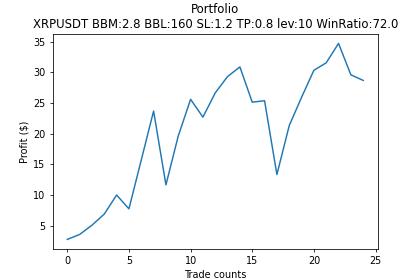 Portfolio
XRPUSDT BBM:2.8 BBL:160 SL:1.2 TP:0.8 lev:10 WinRatio:72.0
35
30
25
20
15
10
5
Profit ($)
0 5 10 15 20 25
Trade counts